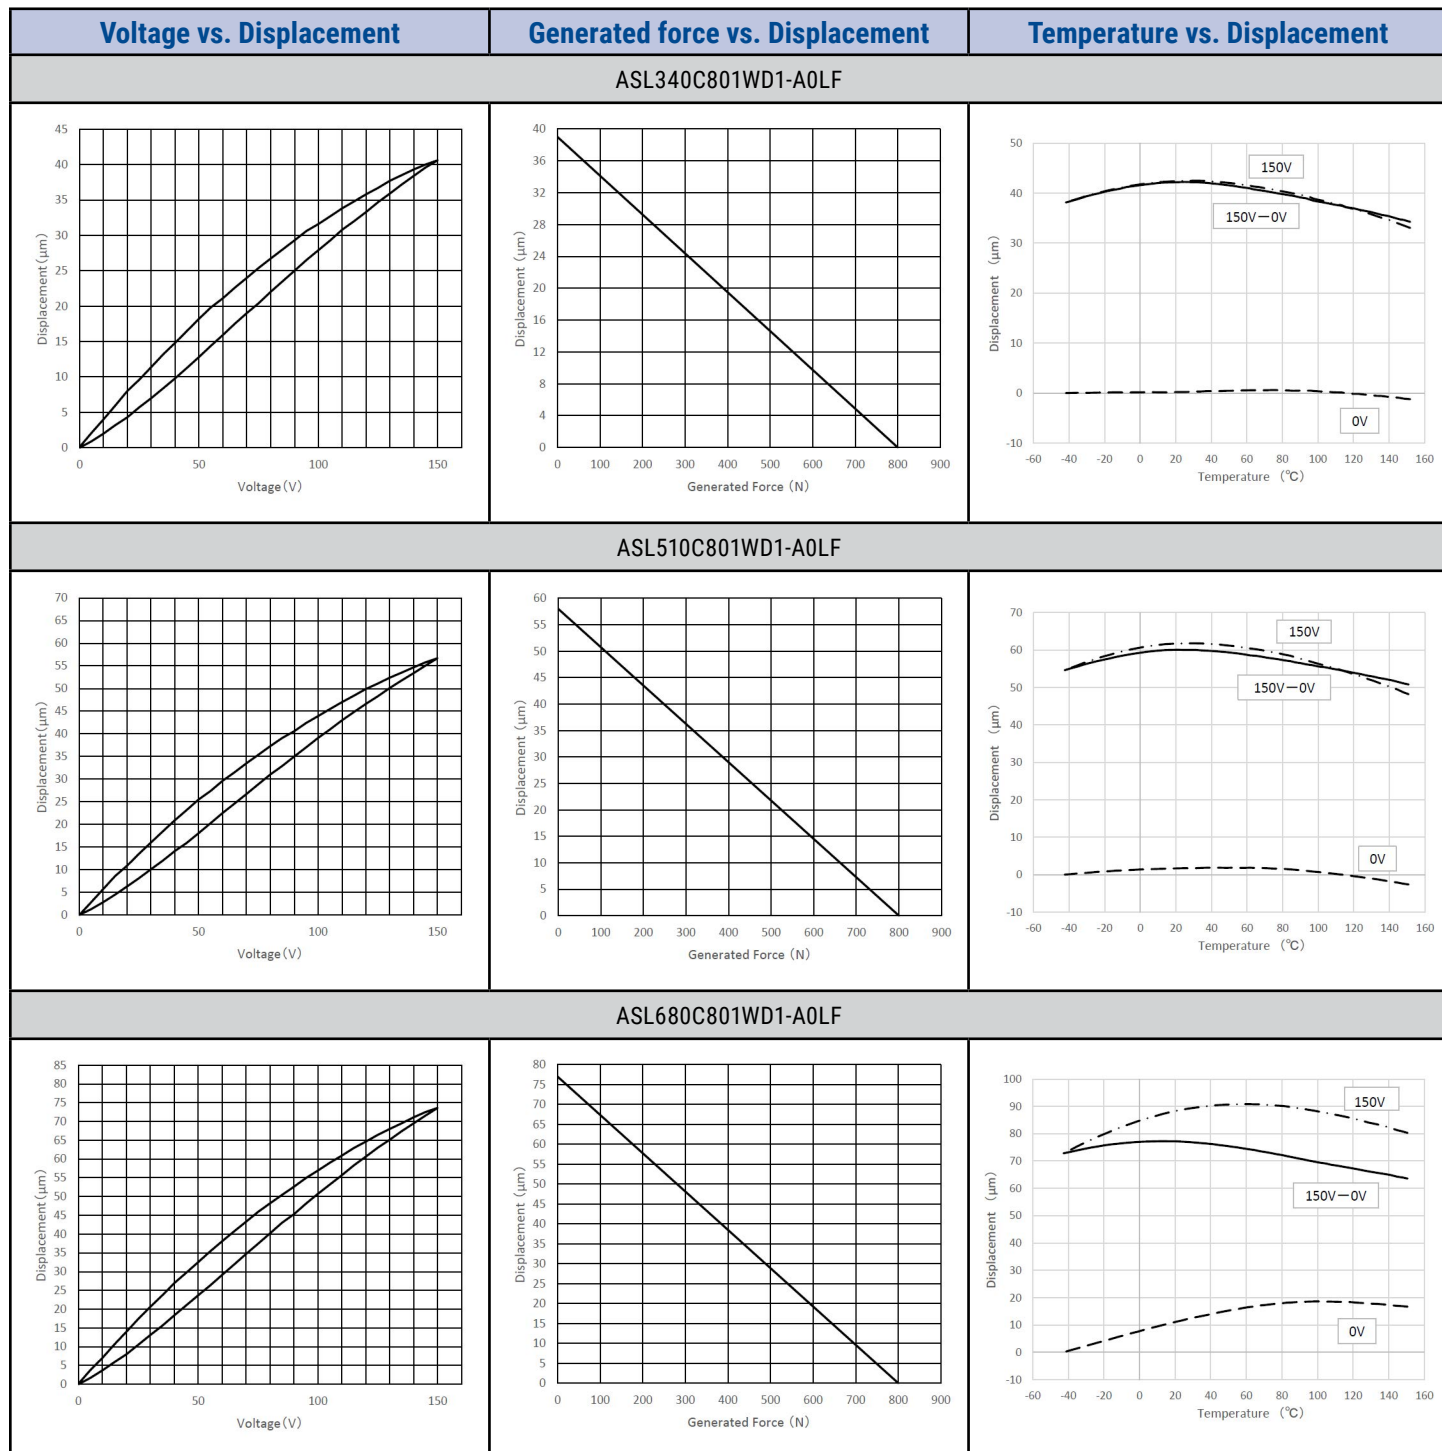 Voltage vs. Displacement
Generated force vs. Displacement
Temperature vs. Displacement
ASL340C801WD1-A0LF
45
40
35
30
25
20
15
10
5
0
Displacement(μm)
0 50 100 150
Voltage(V)
40
36
32
28
24
20
16
12
8
4
0
Displacement (μm)
0 100 200 300 400 500 600 700 800 900
Generated Force (N)
50
40
30
20
10
0
-10
Displacement (μm)
150V
150V－0V
0V
-60 -40 -20 0 20 40 60 80 100 120 140 160
Temperature (℃)
ASL510C801WD1-A0LF
70
65
60
55
50
45
40
35
30
25
20
15
10
5
0
Displacement(μm)
0 50 100 150
Voltage(V)
60
55
50
45
40
35
30
25
20
15
10
5
0
Displacement (μm)
0 100 200 300 400 500 600 700 800 900
Generated Force (N)
70
60
50
40
30
20
10
0
-10
Displacement (μm)
150V
150V－0V
0V
-60 -40 -20 0 20 40 60 80 100 120 140 160
Temperature (℃)
ASL680C801WD1-A0LF
85
80
75
70
65
60
55
50
45
40
35
30
25
20
15
10
5
0
Displacement(μm)
0 50 100 150
Voltage(V)
80
75
70
65
60
55
50
45
40
35
30
25
20
15
10
5
0
Displacement (μm)
0 100 200 300 400 500 600 700 800 900
Generated Force (N)
100
90
80
70
60
50
40
30
20
10
0
-10
Displacement (μm)
150V
150V－0V
0V
-60 -40 -20 0 20 40 60 80 100 120 140 160
Temperature (℃)